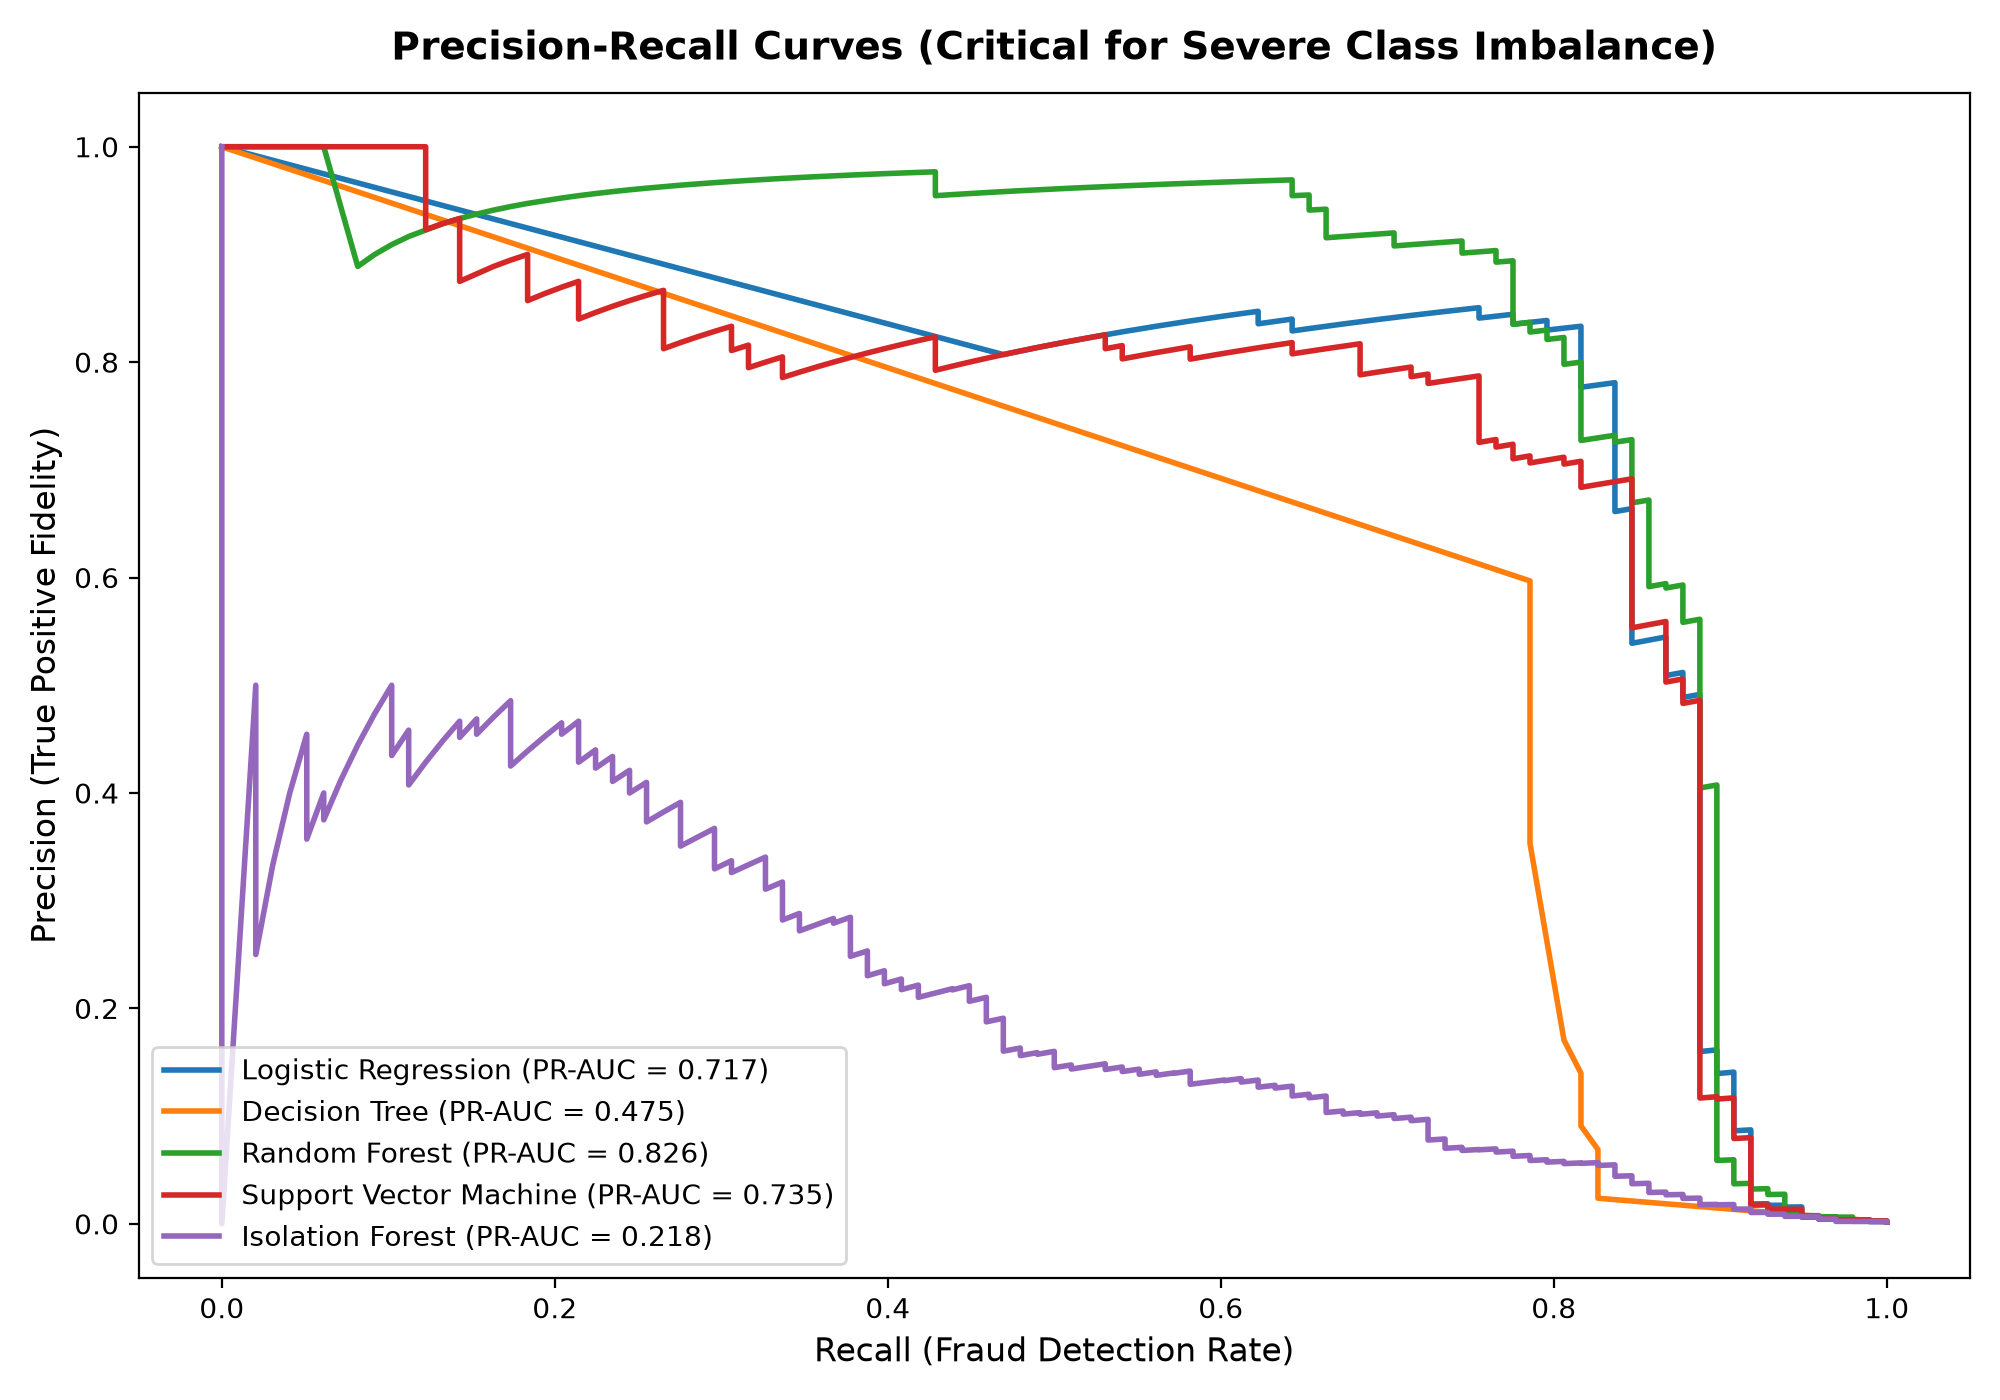 Precision-Recall Curves (Critical for Severe Class Imbalance)
Precision (True Positive Fidelity)
1.0
0.8
0.6
0.4
0.2
0.0
Logistic Regression (PR-AUC = 0.717)
Decision Tree (PR-AUC = 0.475)
Random Forest (PR-AUC = 0.826)
Support Vector Machine (PR-AUC = 0.735)
Isolation Forest (PR-AUC = 0.218)
0.0 0.2 0.4 0.6 0.8 1.0
Recall (Fraud Detection Rate)